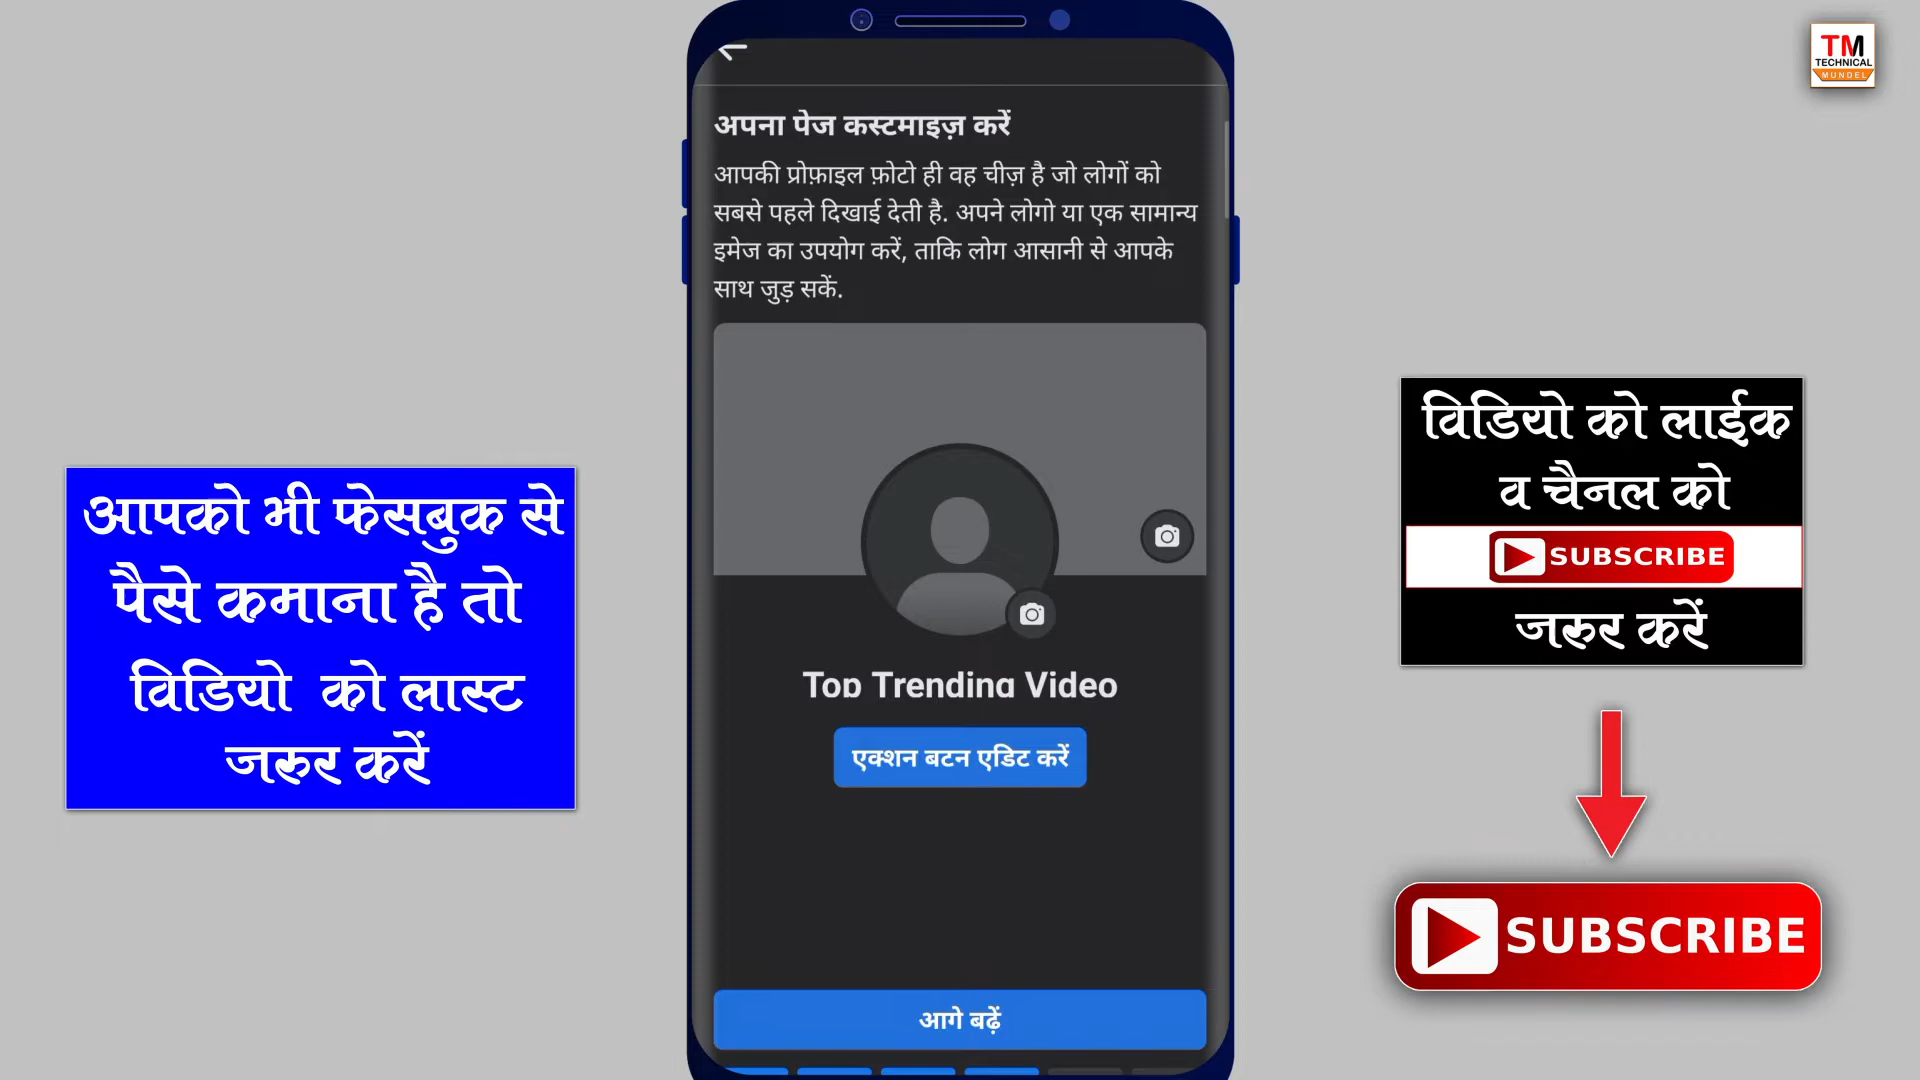 TM
TECHNICAL
MUNDEL
अपना पेज कस्टमाइज़ करें
आपकी प्रोफ़ाइल फ़ोटो ही वह चीज़ है जो लोगों को
सबसे पहले दिखाई देती है. अपने लोगो या एक सामान्य
इमेज का उपयोग करें, ताकि लोग आसानी से आपके
साथ जुड़ सकें.
Top Trending Video
एक्शन बटन एडिट करें
आगे बढ़ें
आपको भी फेसबुक से
पैसे कमाना है तो
विडियो को लास्ट
जरुर करें
विडियो को लाईक
व चैनल को
SUBSCRIBE
जरुर करें
SUBSCRIBE